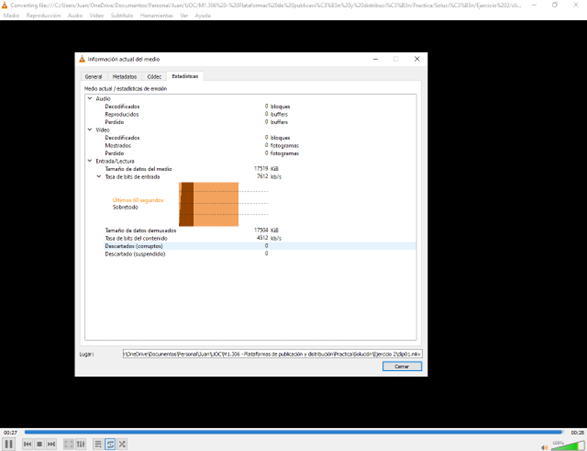 Converting file:///C:/Users/Juan/OneDrive/Documentos/Personal/Juan/UOC/M1.306%20-%20Plataformas%20de%20publicaci%C3%B3n%20y%20distribuci%C3%B3n/Practica/Soluci%C3%B3n/Ejercicio%202/clip
Medio Reproducción Audio Vídeo Subtítulo Herramientas Ver Ayuda
Información actual del medio
General Metadatos Códec Estadísticas
Medio actual / estadísticas de emisión
Audio
Decodificados 0 bloques
Reproducidos 0 buffers
Perdido 0 buffers
Vídeo
Decodificados 0 bloques
Mostrados 0 fotogramas
Perdido 0 fotogramas
Entrada/Lectura
Tamaño de datos del medio 17519 KiB
Tasa de bits de entrada 7612 kb/s
Últimos 60 segundos
Sobretodo
Tamaño de datos demuxados 17504 KiB
Tasa de bits del contenido 4512 kb/s
Descartados (corruptos) 0
Descartado (suspendido) 0
Lugar: \OneDrive\Documentos\Personal\Juan\UOC\M1.306 - Plataformas de publicación y distribución\Practica\Solución\Ejercicio 2\clip01.mkv
Cerrar
00:27 00:28
100%